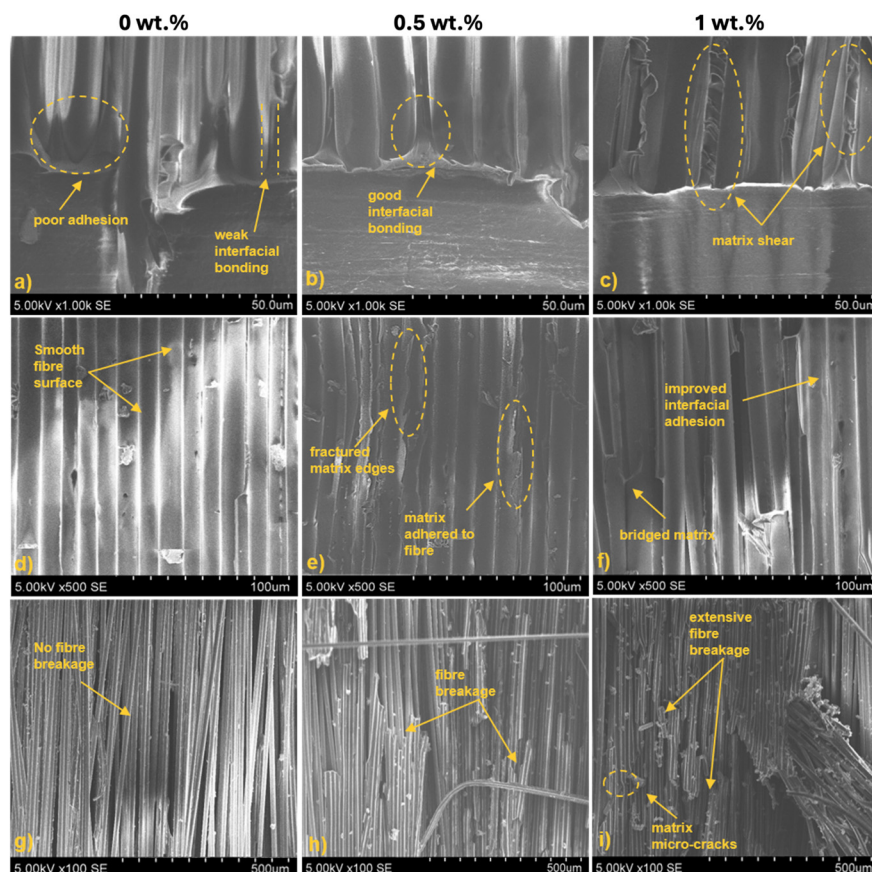 0 wt.% 0.5 wt.% 1 wt.%
poor adhesion
weak
interfacial
bonding
a)
5.00kV x1.00k SE 50.0um
good
interfacial
bonding
b)
5.00kV x1.00k SE 50.0um
matrix shear
c)
5.00kV x1.00k SE 50.0um
Smooth
fibre
surface
d)
5.00kV x500 SE 100um
fractured
matrix edges
matrix
adhered to
fibre
e)
5.00kV x500 SE 100um
improved
interfacial
adhesion
bridged matrix
f)
5.00kV x500 SE 100um
No fibre
breakage
g)
5.00kV x100 SE 500um
fibre
breakage
h)
5.00kV x100 SE 500um
extensive
fibre
breakage
matrix
micro-cracks
i)
5.00kV x100 SE 500um